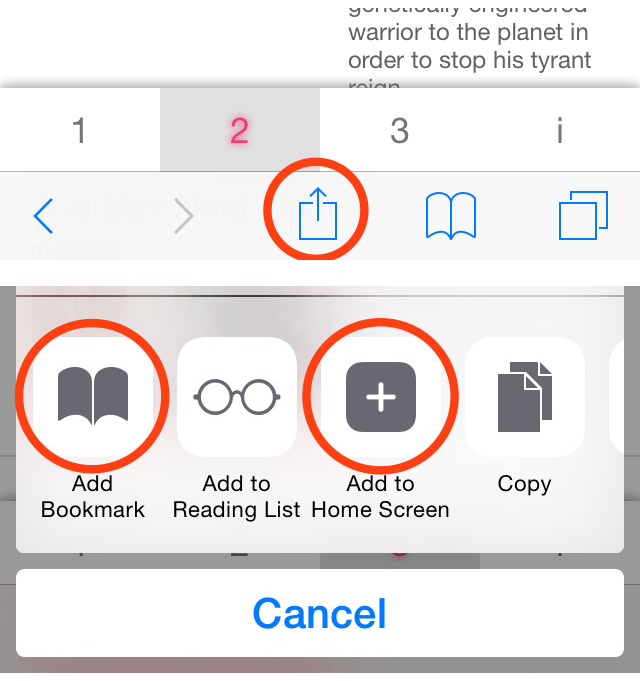 genetically engineered
warrior to the planet in
order to stop his tyrant
reign.
1 2 3 i
Add
Bookmark
Add to
Reading List
Add to
Home Screen
Copy
Cancel